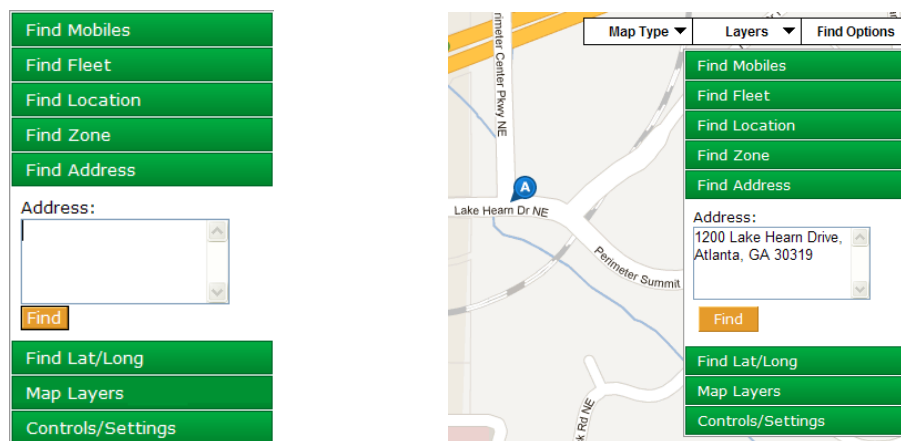 Find Mobiles
Find Fleet
Find Location
Find Zone
Find Address
Address:
Find
Find Lat/Long
Map Layers
Controls/Settings
Map Type
Layers
Find Options
Perimeter Center Pkwy NE
A
Lake Hearn Dr NE
Perimeter Summit
Rd NE
Find Mobiles
Find Fleet
Find Location
Find Zone
Find Address
Address:
1200 Lake Hearn Drive,
Atlanta, GA 30319
Find
Find Lat/Long
Map Layers
Controls/Settings